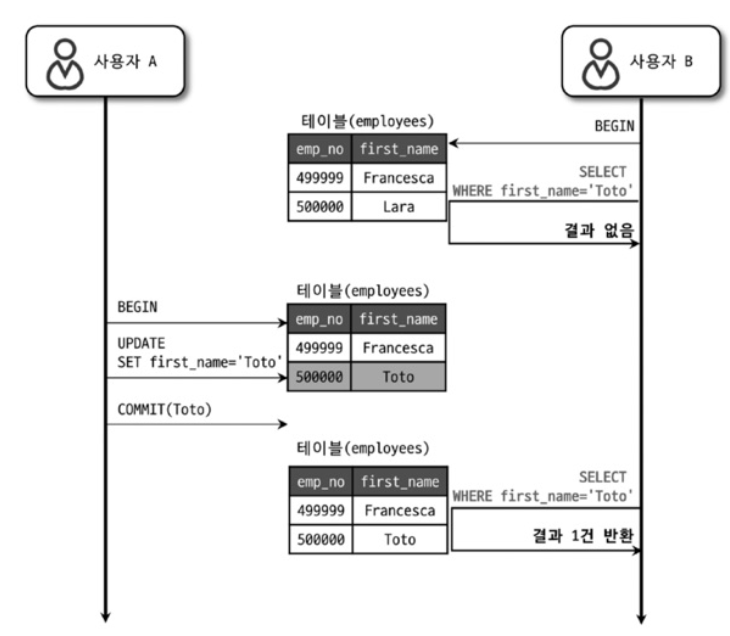 사용자 A
사용자 B
테이블(employees)
BEGIN
emp_no first_name
499999 Francesca
500000 Lara
SELECT
WHERE first_name='Toto'
결과 없음
테이블(employees)
BEGIN
emp_no first_name
UPDATE
SET first_name='Toto'
499999 Francesca
500000 Toto
COMMIT(Toto)
테이블(employees)
emp_no first_name
499999 Francesca
500000 Toto
SELECT
WHERE first_name='Toto'
결과 1건 반환